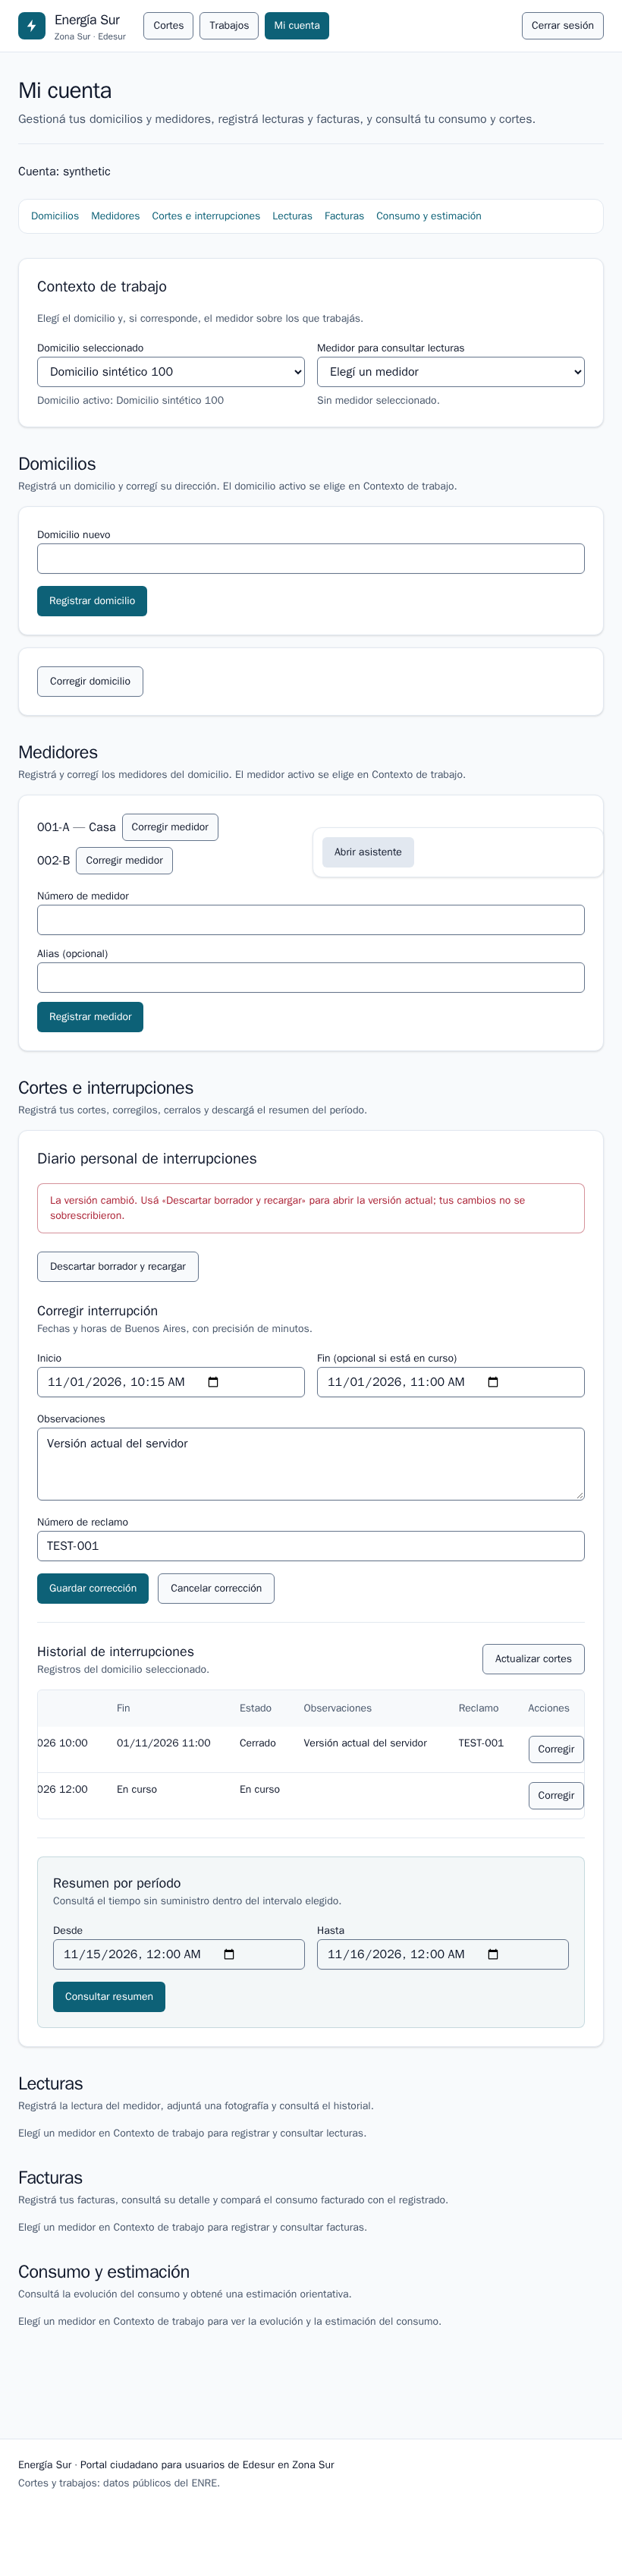 Energía Sur
Zona Sur · Edesur
Cortes
Trabajos
Mi cuenta
Cerrar sesión
Mi cuenta
Gestioná tus domicilios y medidores, registrá lecturas y facturas, y consultá tu consumo y cortes.
Cuenta: synthetic
Domicilios Medidores Cortes e interrupciones Lecturas Facturas Consumo y estimación
Contexto de trabajo
Elegí el domicilio y, si corresponde, el medidor sobre los que trabajás.
Domicilio seleccionado
Domicilio sintético 100
Domicilio activo: Domicilio sintético 100
Medidor para consultar lecturas
Elegí un medidor
Sin medidor seleccionado.
Domicilios
Registrá un domicilio y corregí su dirección. El domicilio activo se elige en Contexto de trabajo.
Domicilio nuevo
Registrar domicilio
Corregir domicilio
Medidores
Registrá y corregí los medidores del domicilio. El medidor activo se elige en Contexto de trabajo.
001-A — Casa Corregir medidor
002-B Corregir medidor
Abrir asistente
Número de medidor
Alias (opcional)
Registrar medidor
Cortes e interrupciones
Registrá tus cortes, corregilos, cerralos y descargá el resumen del período.
Diario personal de interrupciones
La versión cambió. Usá «Descartar borrador y recargar» para abrir la versión actual; tus cambios no se
sobrescribieron.
Descartar borrador y recargar
Corregir interrupción
Fechas y horas de Buenos Aires, con precisión de minutos.
Inicio
11/01/2026, 10:15 AM
Fin (opcional si está en curso)
11/01/2026, 11:00 AM
Observaciones
Versión actual del servidor
Número de reclamo
TEST-001
Guardar corrección
Cancelar corrección
Historial de interrupciones
Registros del domicilio seleccionado.
Actualizar cortes
Fin Estado Observaciones Reclamo Acciones
026 10:00 01/11/2026 11:00 Cerrado Versión actual del servidor TEST-001 Corregir
026 12:00 En curso En curso Corregir
Resumen por período
Consultá el tiempo sin suministro dentro del intervalo elegido.
Desde
11/15/2026, 12:00 AM
Hasta
11/16/2026, 12:00 AM
Consultar resumen
Lecturas
Registrá la lectura del medidor, adjuntá una fotografía y consultá el historial.
Elegí un medidor en Contexto de trabajo para registrar y consultar lecturas.
Facturas
Registrá tus facturas, consultá su detalle y compará el consumo facturado con el registrado.
Elegí un medidor en Contexto de trabajo para registrar y consultar facturas.
Consumo y estimación
Consultá la evolución del consumo y obtené una estimación orientativa.
Elegí un medidor en Contexto de trabajo para ver la evolución y la estimación del consumo.
Energía Sur · Portal ciudadano para usuarios de Edesur en Zona Sur
Cortes y trabajos: datos públicos del ENRE.